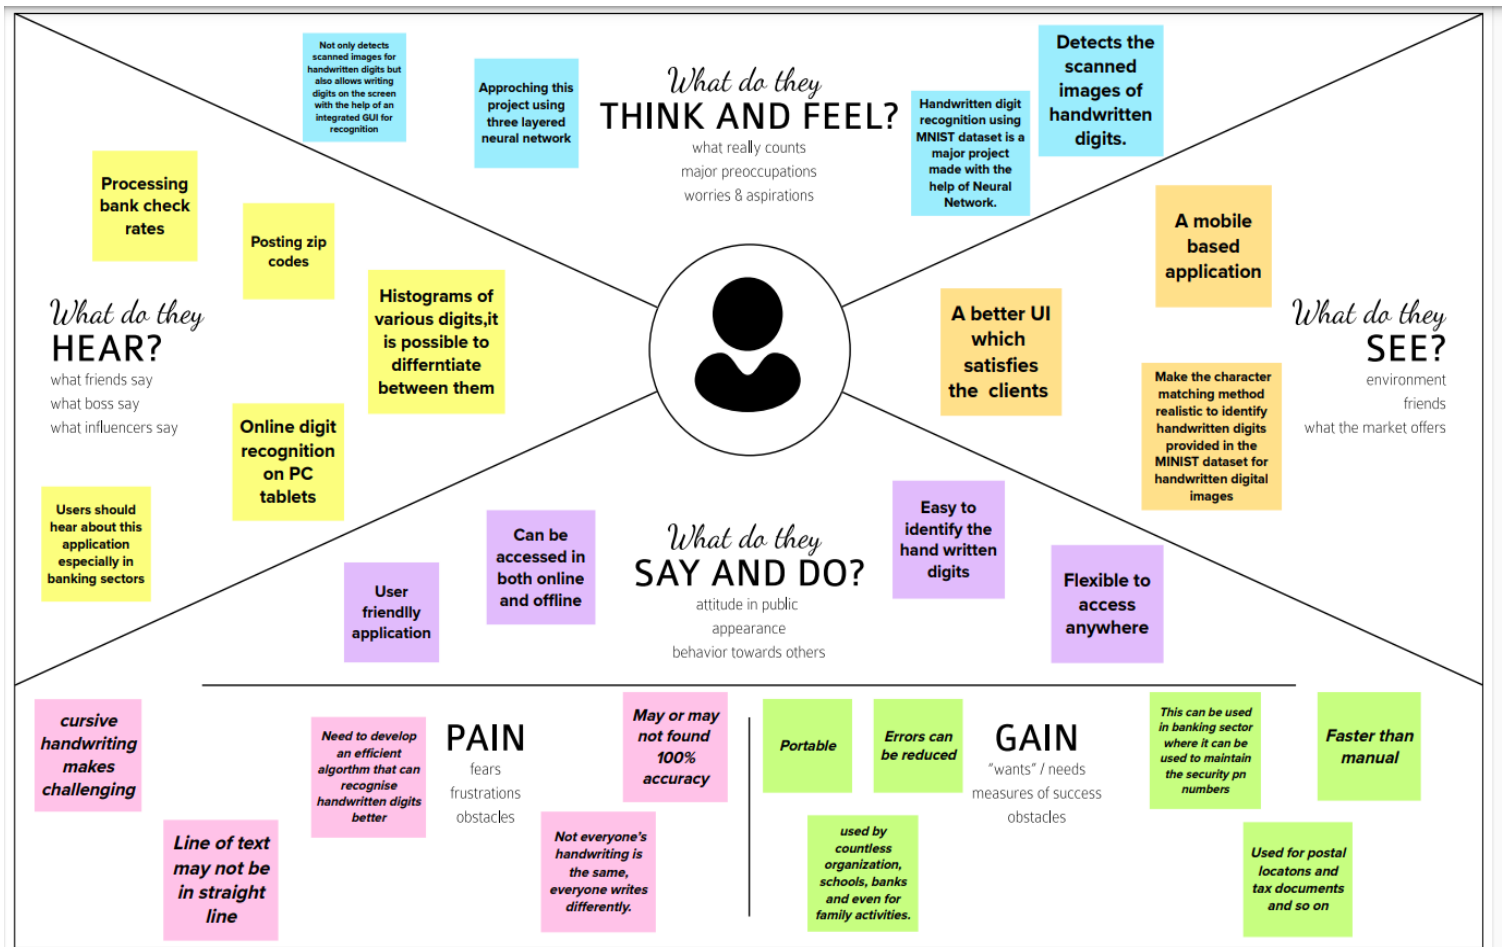 Not only detects
scanned images for
handwritten digits but
also allows writing
digits on the screen
with the help of an
integrated GUI for
recognition
Approching this
project using
three layered
neural network
What do they
THINK AND FEEL?
what really counts
major preoccupations
worries & aspirations
Handwritten digit
recognition using
MNIST dataset is a
major project
made with the
help of Neural
Network.
Detects the
scanned
images of
handwritten
digits.
Processing
bank check
rates
Posting zip
codes
Histograms of
various digits,it
is possible to
differntiate
between them
What do they
HEAR?
what friends say
what boss say
what influencers say
Online digit
recognition
on PC
tablets
Users should
hear about this
application
especially in
banking sectors
A mobile
based
application
A better UI
which
satisfies
the clients
What do they
SEE?
environment
friends
what the market offers
Make the character
matching method
realistic to identify
handwritten digits
provided in the
MINIST dataset for
handwritten digital
images
User
friendlly
application
Can be
accessed in
both online
and offline
What do they
SAY AND DO?
attitude in public
appearance
behavior towards others
Easy to
identify the
hand written
digits
Flexible to
access
anywhere
cursive
handwriting
makes
challenging
Line of text
may not be
in straight
line
Need to develop
an efficient
algorthm that can
recognise
handwritten digits
better
PAIN
fears
frustrations
obstacles
May or may
not found
100%
accuracy
Not everyone's
handwriting is
the same,
everyone writes
differently.
Portable
Errors can
be reduced
GAIN
"wants" / needs
measures of success
obstacles
used by
countless
organization,
schools, banks
and even for
family activities.
This can be used
in banking sector
where it can be
used to maintain
the security pn
numbers
Faster than
manual
Used for postal
locatons and
tax documents
and so on